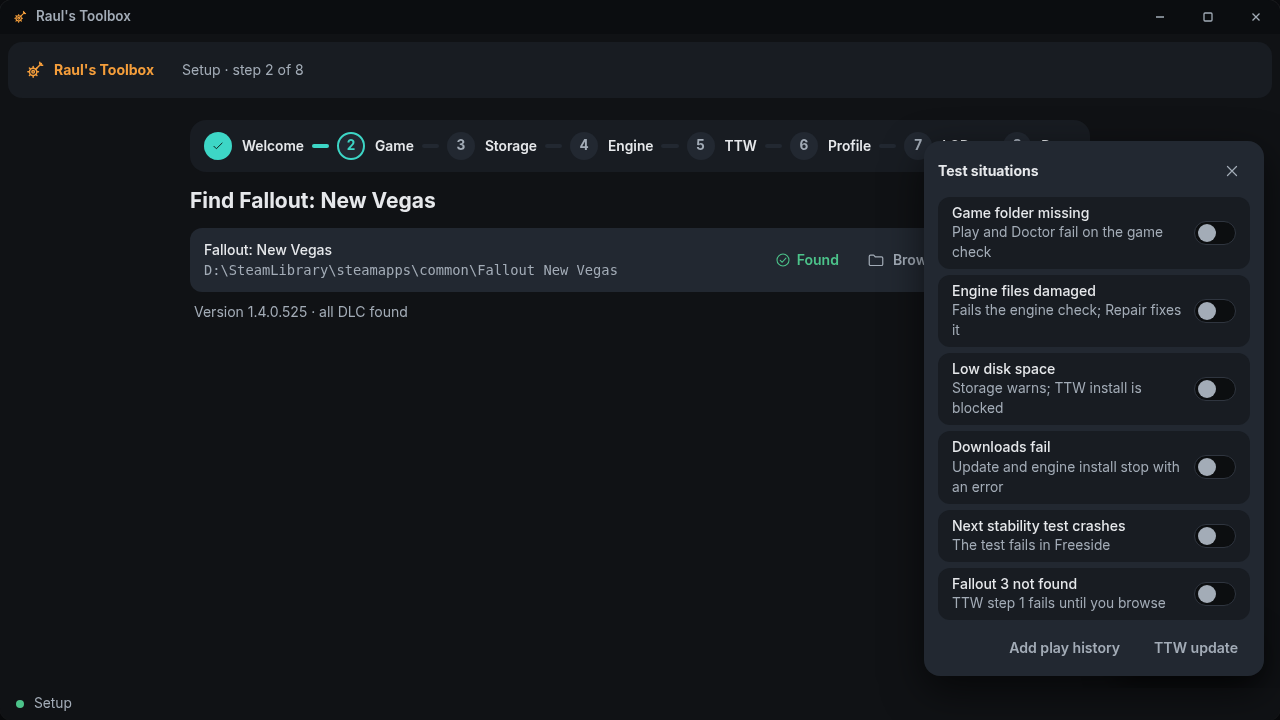 Raul's Toolbox
Raul's Toolbox Setup · step 2 of 8
Welcome 2 Game 3 Storage 4 Engine 5 TTW 6 Profile 7
Find Fallout: New Vegas
Fallout: New Vegas
D:\SteamLibrary\steamapps\common\Fallout New Vegas
Found Brow
Version 1.4.0.525 · all DLC found
Test situations
Game folder missing
Play and Doctor fail on the game
check
Engine files damaged
Fails the engine check; Repair fixes
it
Low disk space
Storage warns; TTW install is
blocked
Downloads fail
Update and engine install stop with
an error
Next stability test crashes
The test fails in Freeside
Fallout 3 not found
TTW step 1 fails until you browse
Add play history TTW update
Setup